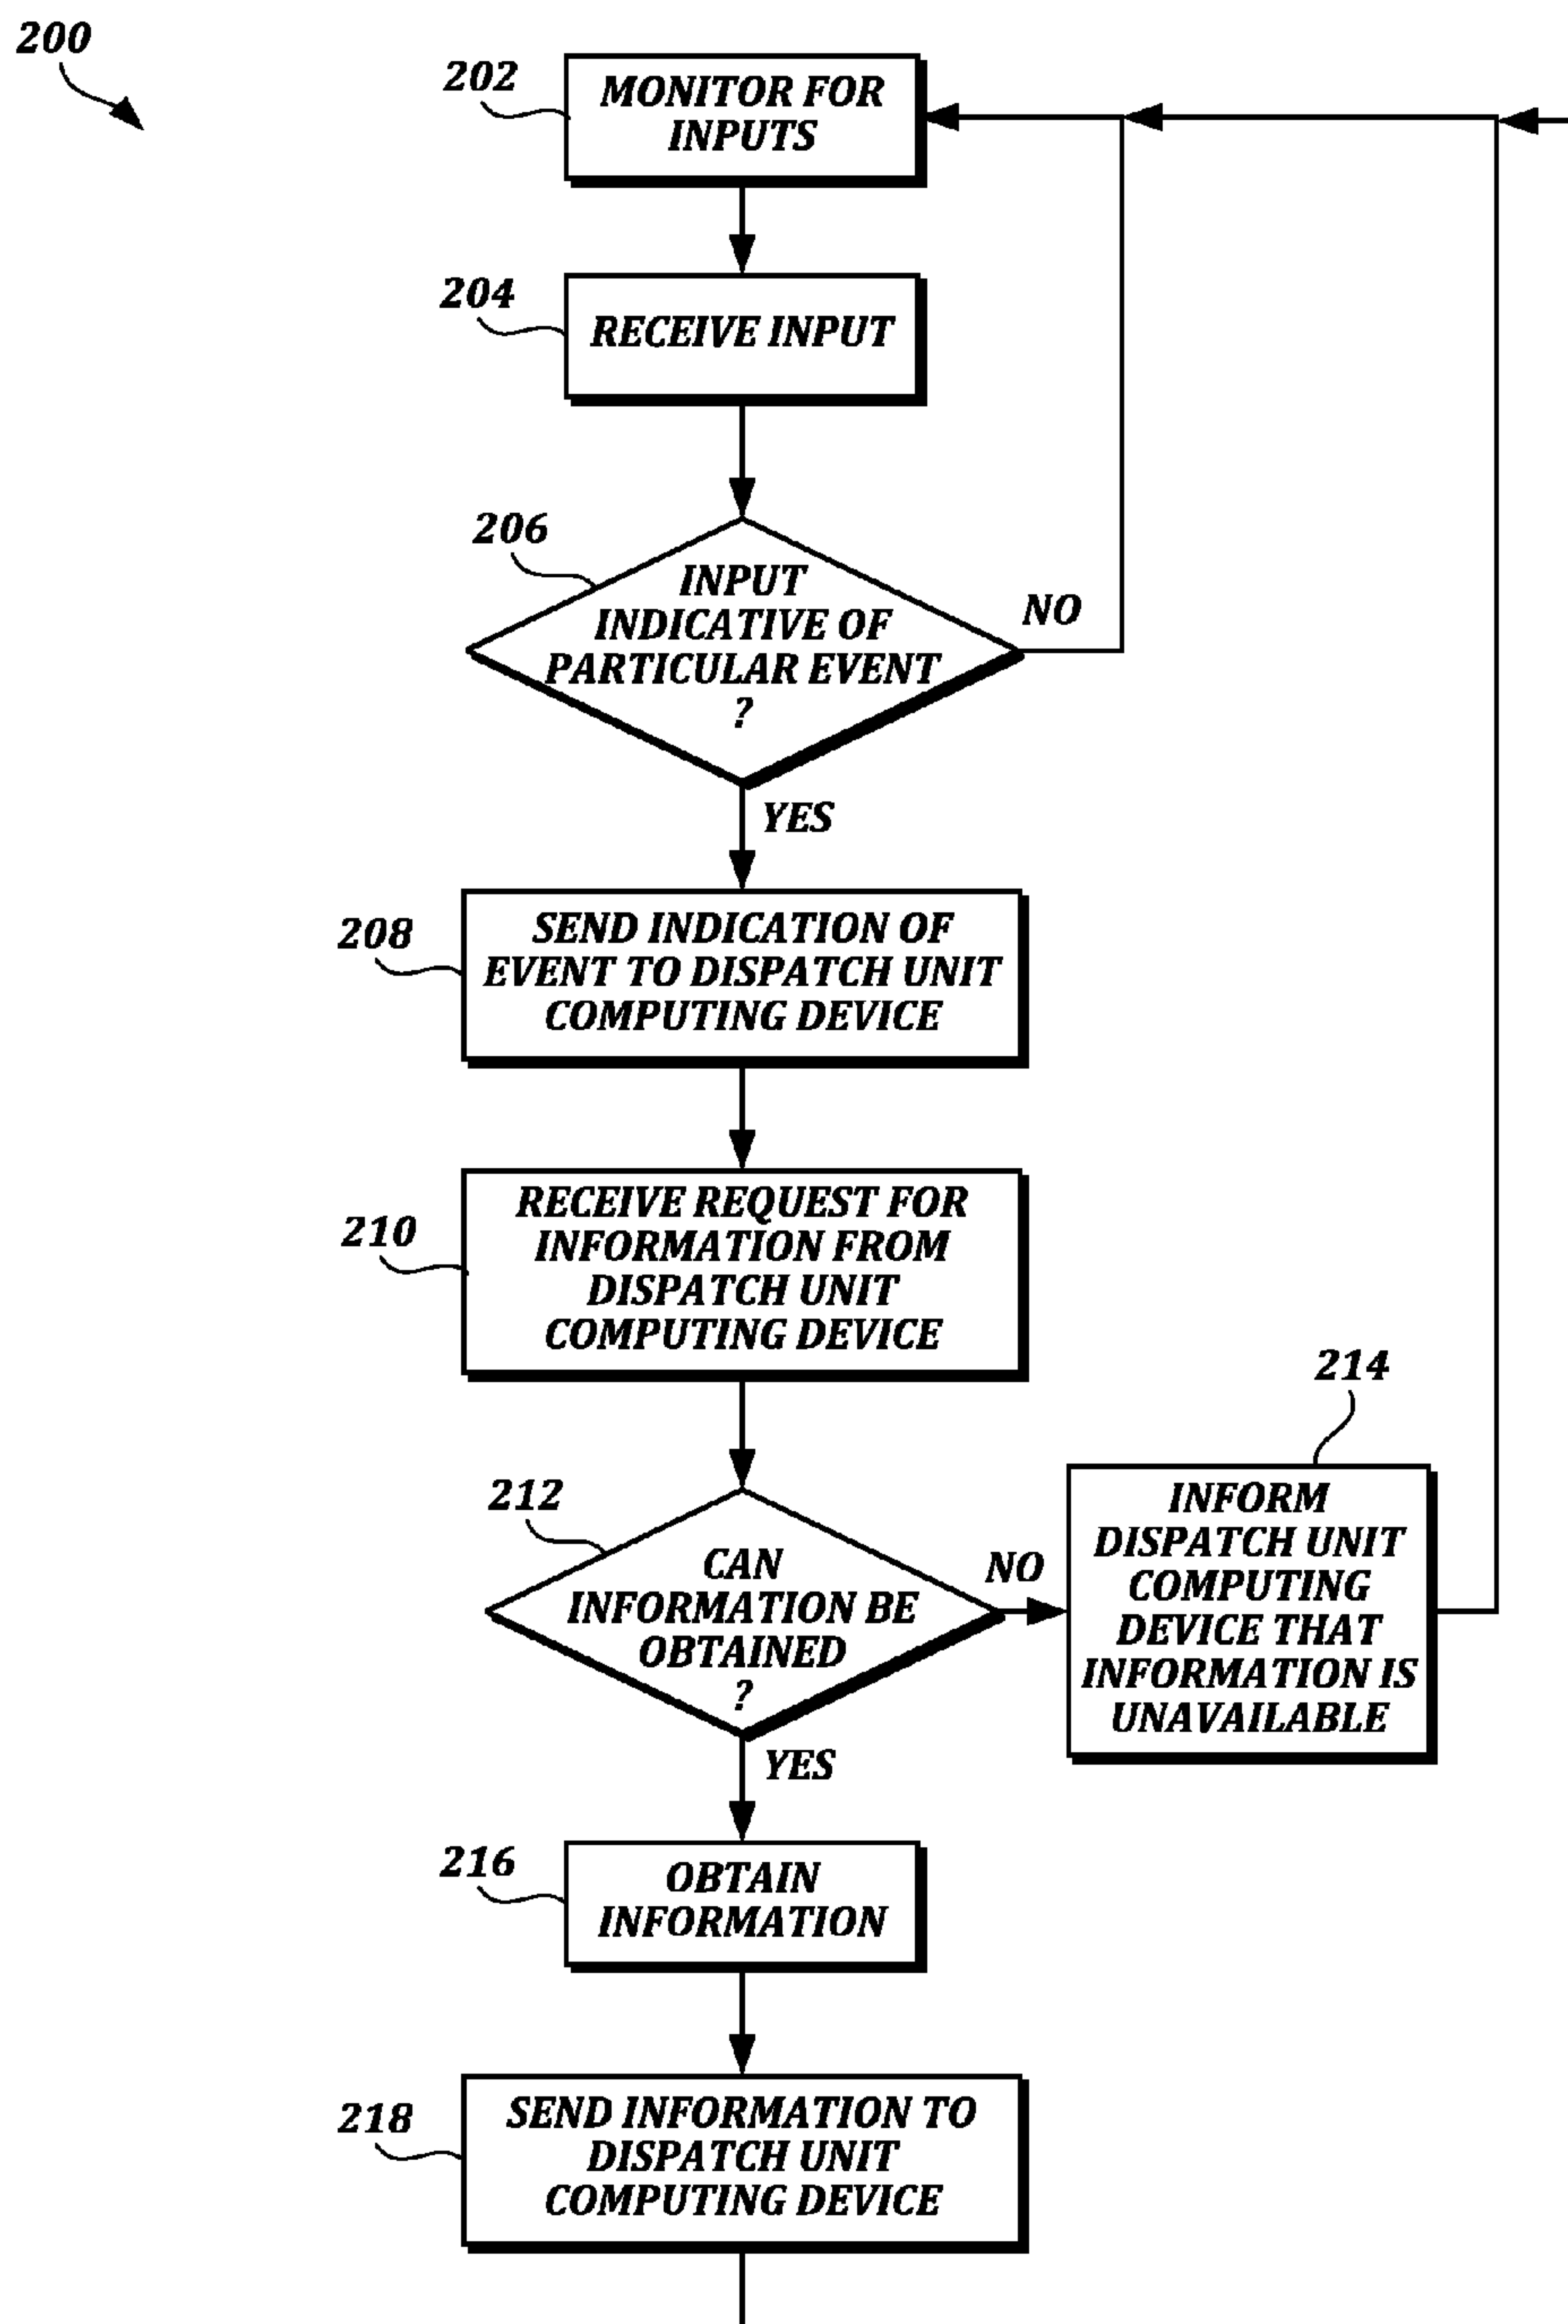 200
202
MONITOR FOR
INPUTS
204
RECEIVE INPUT
206
INPUT
INDICATIVE OF
PARTICULAR EVENT
?
NO
YES
208
SEND INDICATION OF
EVENT TO DISPATCH UNIT
COMPUTING DEVICE
210
RECEIVE REQUEST FOR
INFORMATION FROM
DISPATCH UNIT
COMPUTING DEVICE
212
CAN
INFORMATION BE
OBTAINED
?
NO
214
INFORM
DISPATCH UNIT
COMPUTING
DEVICE THAT
INFORMATION IS
UNAVAILABLE
YES
216
OBTAIN
INFORMATION
218
SEND INFORMATION TO
DISPATCH UNIT
COMPUTING DEVICE